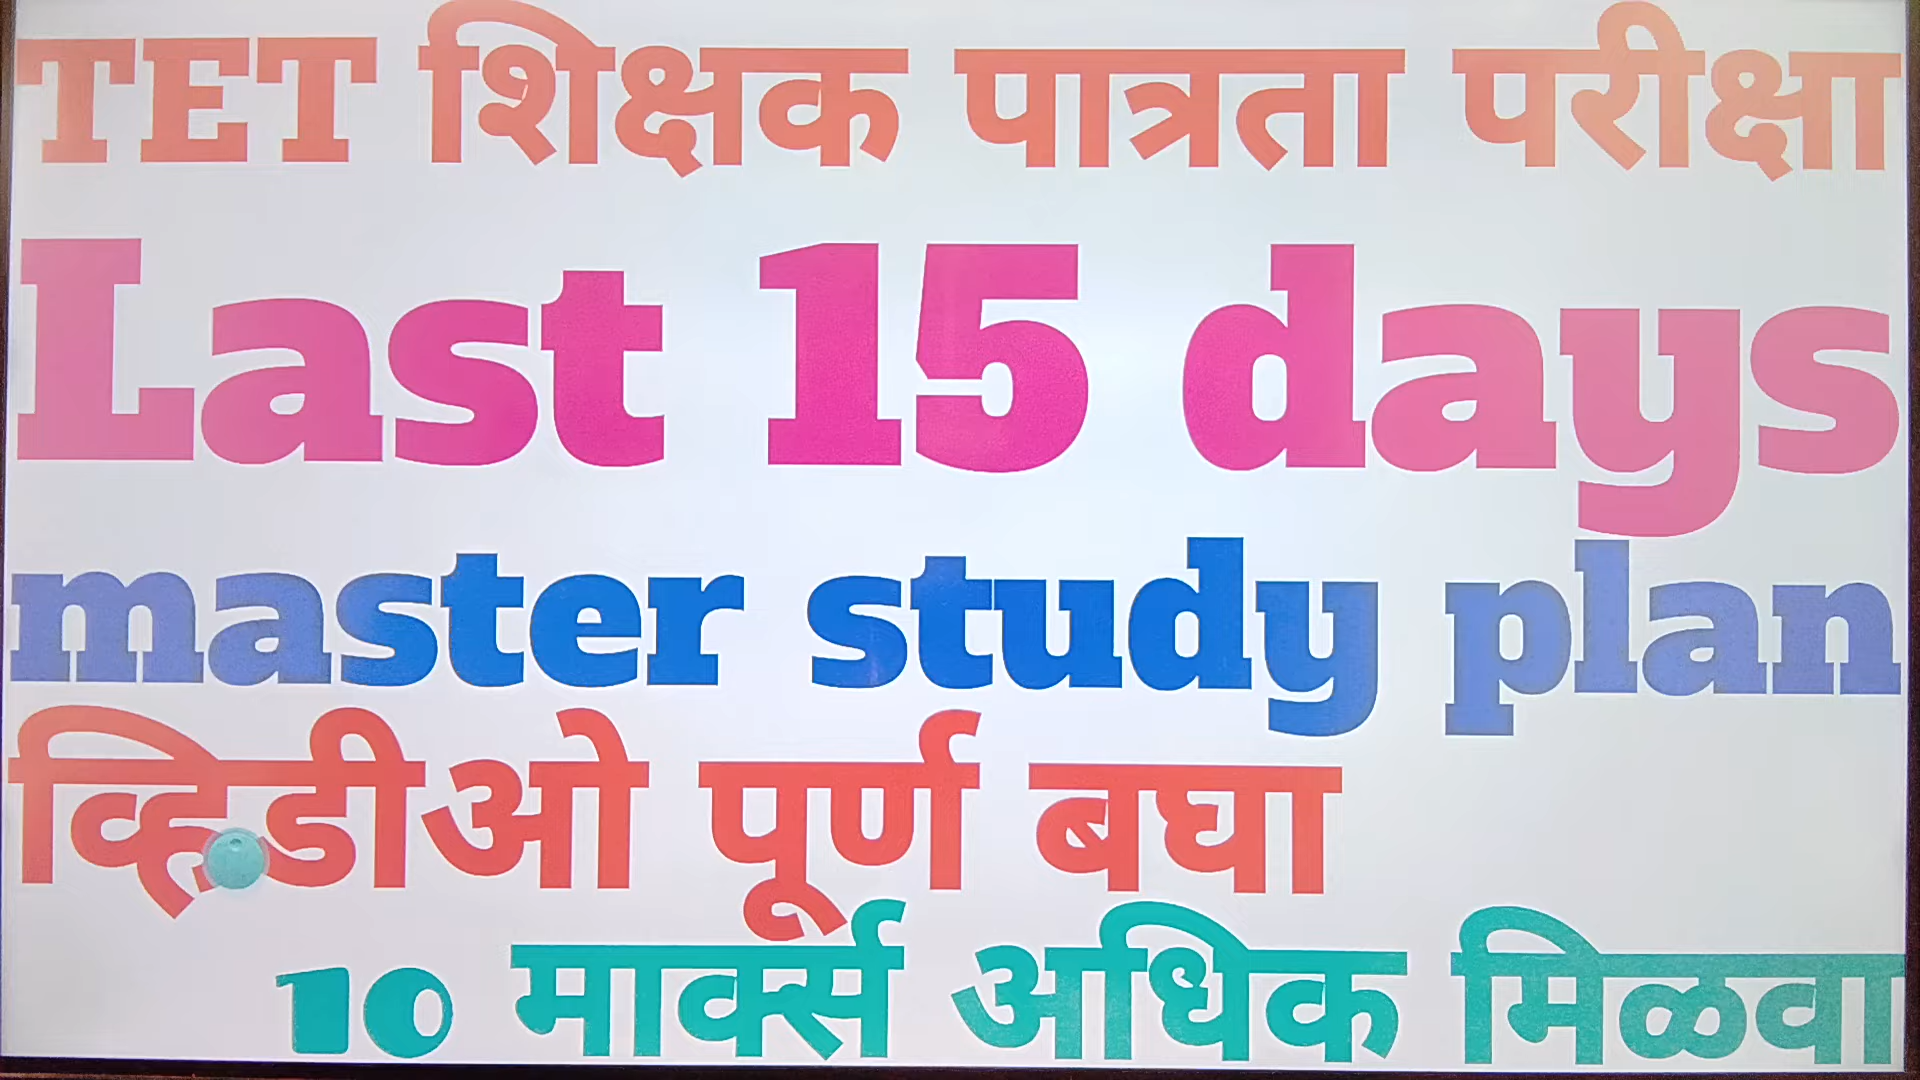 TET शिक्षक पात्रता परीक्षा
Last 15 days
master study plan
व्हिडीओ पूर्ण बघा
10 मार्क्स अधिक मिळवा